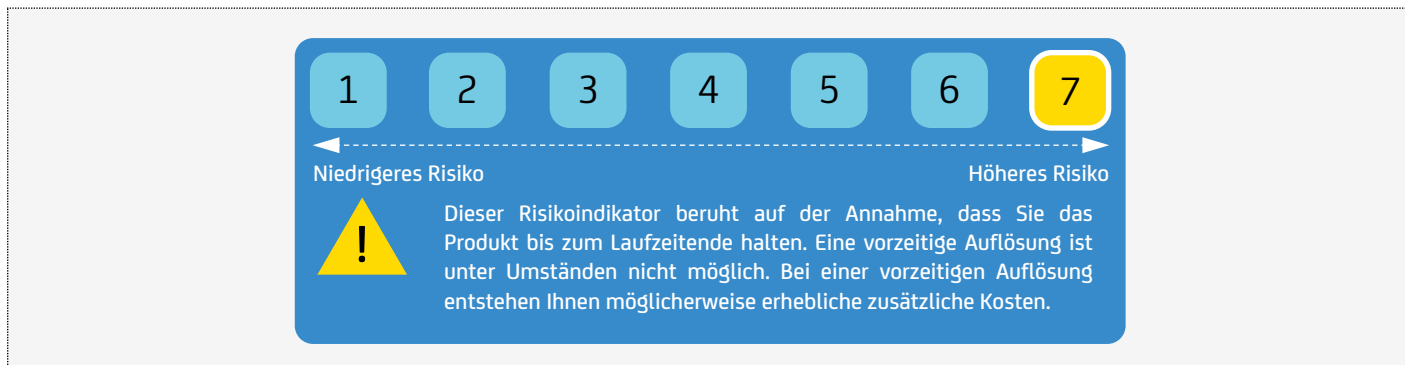 1 2 3 4 5 6 7
Niedrigeres Risiko Höheres Risiko
!
Dieser Risikoindikator beruht auf der Annahme, dass Sie das
Produkt bis zum Laufzeitende halten. Eine vorzeitige Auflösung ist
unter Umständen nicht möglich. Bei einer vorzeitigen Auflösung
entstehen Ihnen möglicherweise erhebliche zusätzliche Kosten.